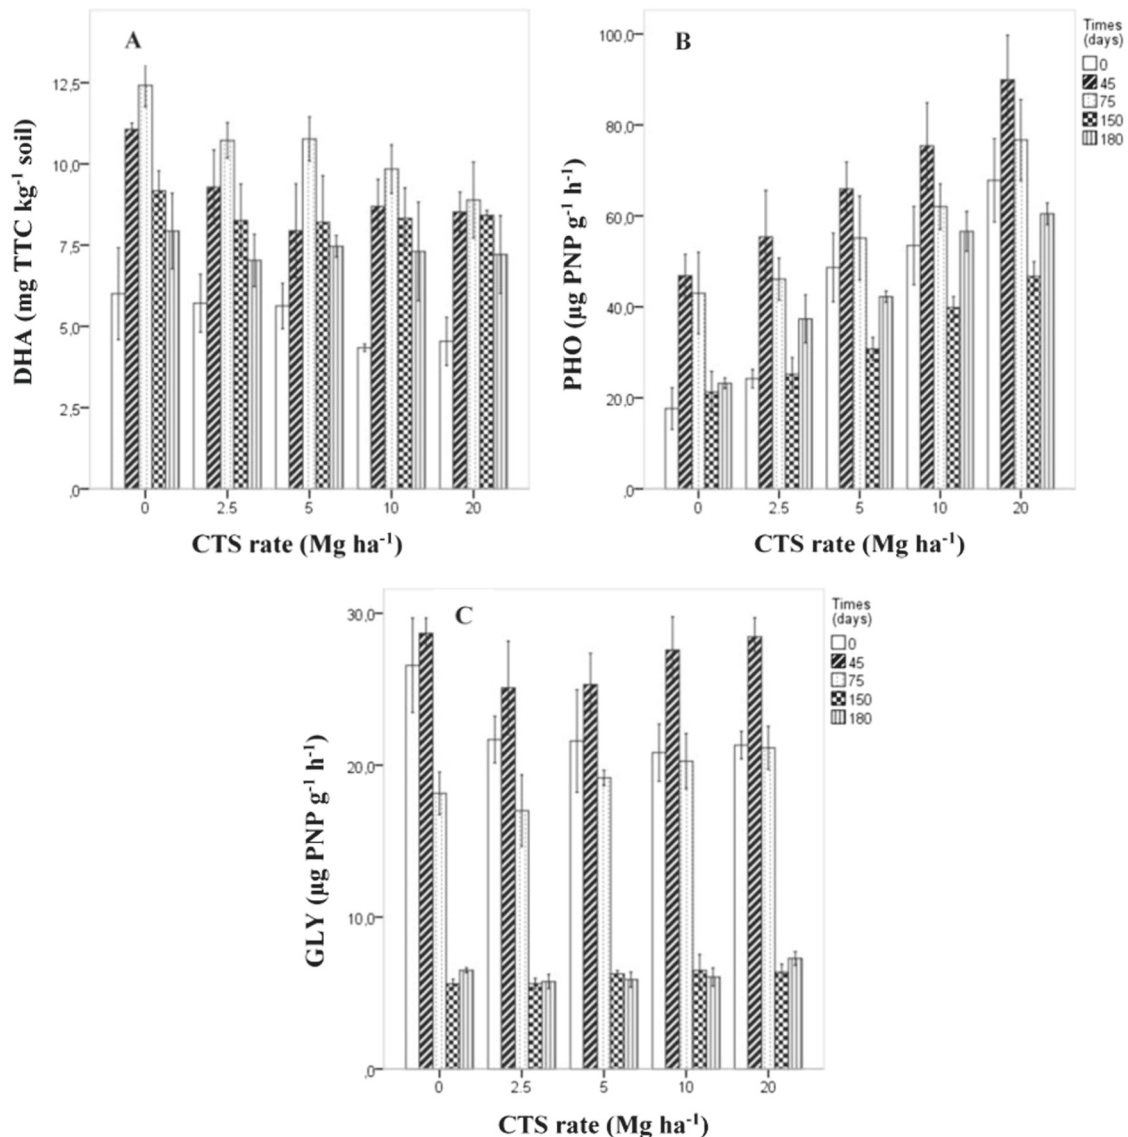 A
DHA (mg TTC kg⁻¹ soil)
12,5
10,0
7,5
5,0
2,5
,0
0 2.5 5 10 20
CTS rate (Mg ha⁻¹)
B
PHO (µg PNP g⁻¹ h⁻¹)
100,0
80,0
60,0
40,0
20,0
,0
0 2.5 5 10 20
CTS rate (Mg ha⁻¹)
Times
(days)
0
45
75
150
180
C
GLY (µg PNP g⁻¹ h⁻¹)
30,0
20,0
10,0
,0
0 2.5 5 10 20
CTS rate (Mg ha⁻¹)
Times
(days)
0
45
75
150
180